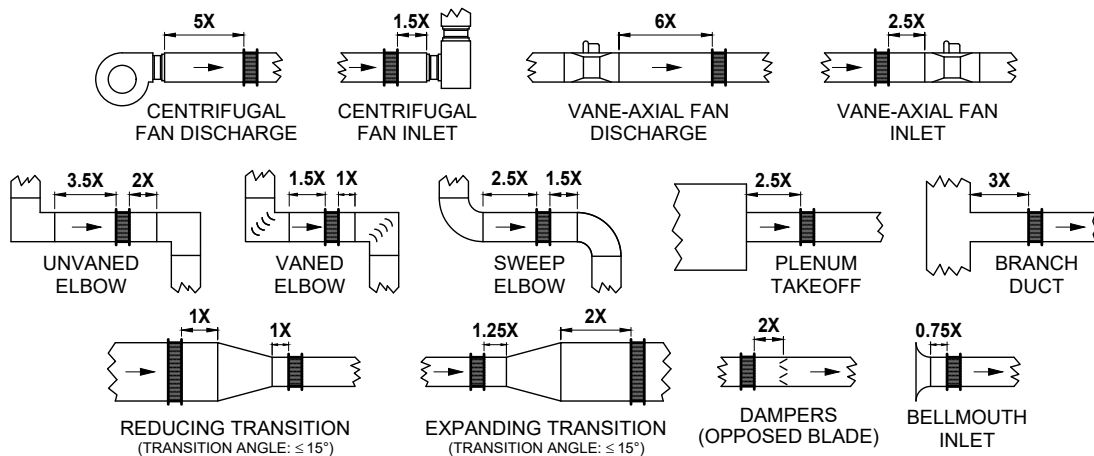 5X
1.5X
6X
2.5X
CENTRIFUGAL
FAN DISCHARGE
CENTRIFUGAL
FAN INLET
VANE-AXIAL FAN
DISCHARGE
VANE-AXIAL FAN
INLET
3.5X 2X
1.5X 1X
2.5X 1.5X
2.5X
3X
UNVANED
ELBOW
VANED
ELBOW
SWEEP
ELBOW
PLENUM
TAKEOFF
BRANCH
DUCT
1X 1X
1.25X 2X
2X
0.75X
REDUCING TRANSITION
(TRANSITION ANGLE: ≤ 15°)
EXPANDING TRANSITION
(TRANSITION ANGLE: ≤ 15°)
DAMPERS
(OPPOSED BLADE)
BELLMOUTH
INLET